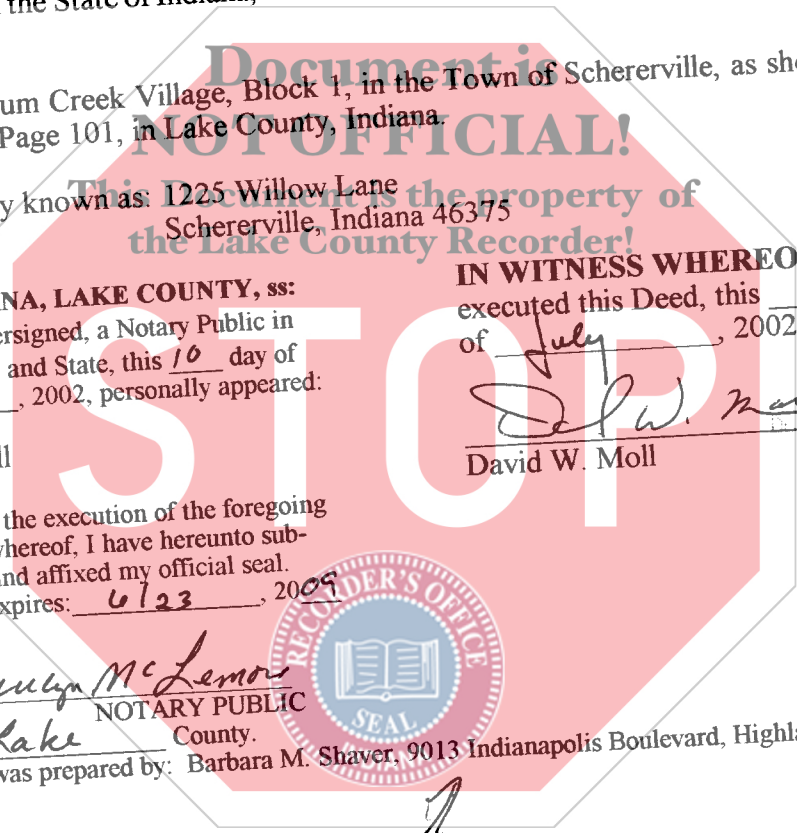 the State of Indiana,
um Creek Village, Block 1, in the Town of Schererville, as sho
Page 101, in Lake County, Indiana.
y known as: 1225 Willow Lane
Schererville, Indiana 46375
Document is
NOT OFFICIAL!
This Document is the property of
the Lake County Recorder!
STOP
NA, LAKE COUNTY, ss:
ersigned, a Notary Public in
and State, this 10 day of
, 2002, personally appeared:
ll
the execution of the foregoing
whereof, I have hereunto sub-
and affixed my official seal.
xpires: 6/23, 2009
McLemore
NOTARY PUBLIC
Lake County.
was prepared by: Barbara M. Shaver, 9013 Indianapolis Boulevard, Highla
IN WITNESS WHEREO
executed this Deed, this
of July, 2002
David W. Moll
RECORDER'S OFFICE
SEAL
INDIANA